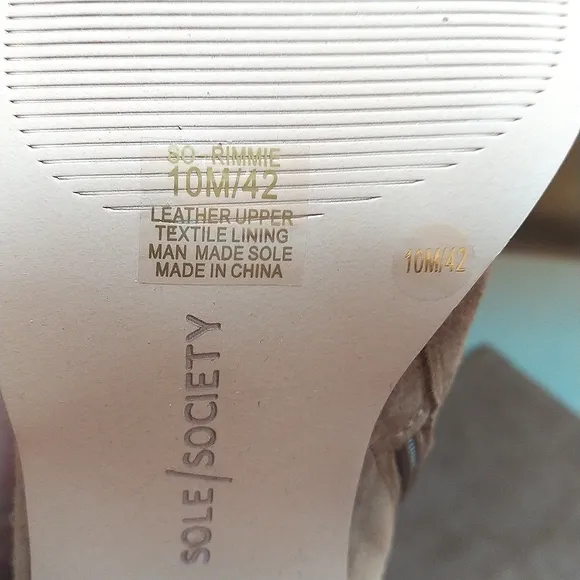 SO- RIMMIE
10M/42
LEATHER UPPER
TEXTILE LINING
MAN MADE SOLE
MADE IN CHINA
10M/42
SOLE/SOCIETY